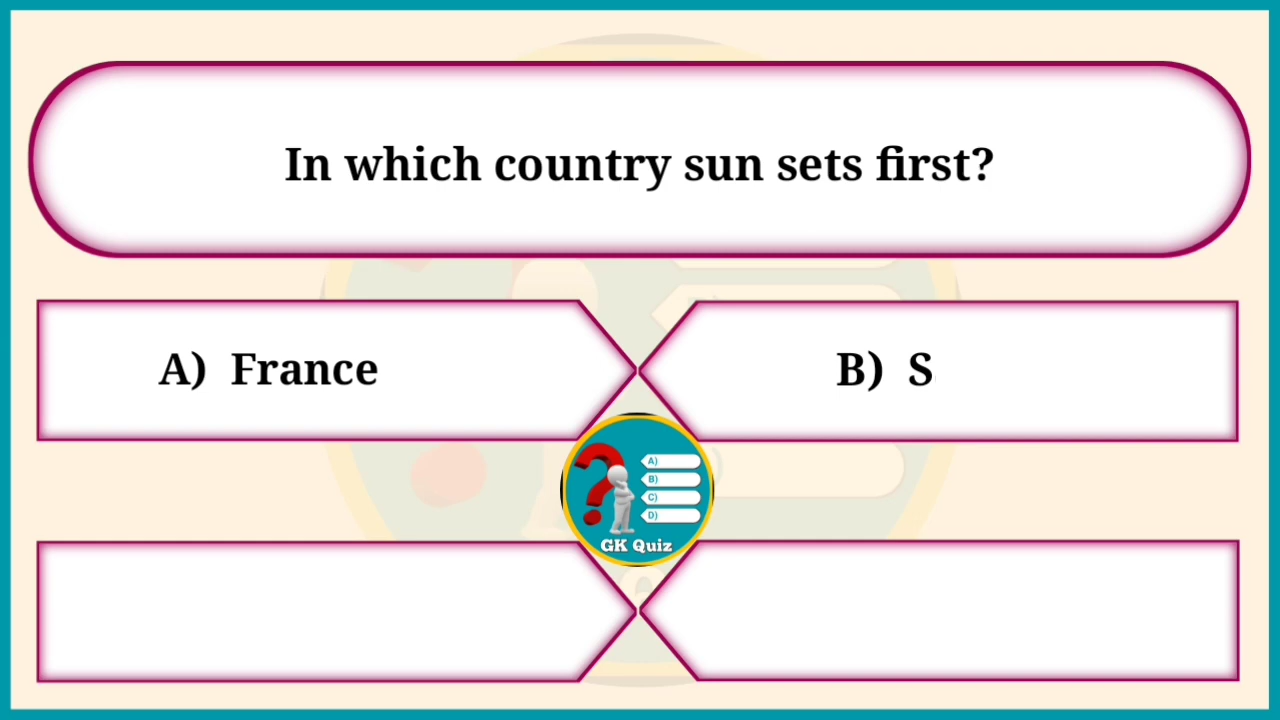 In which country sun sets first?
A) France
B) S
A)
B)
C)
D)
GK Quiz